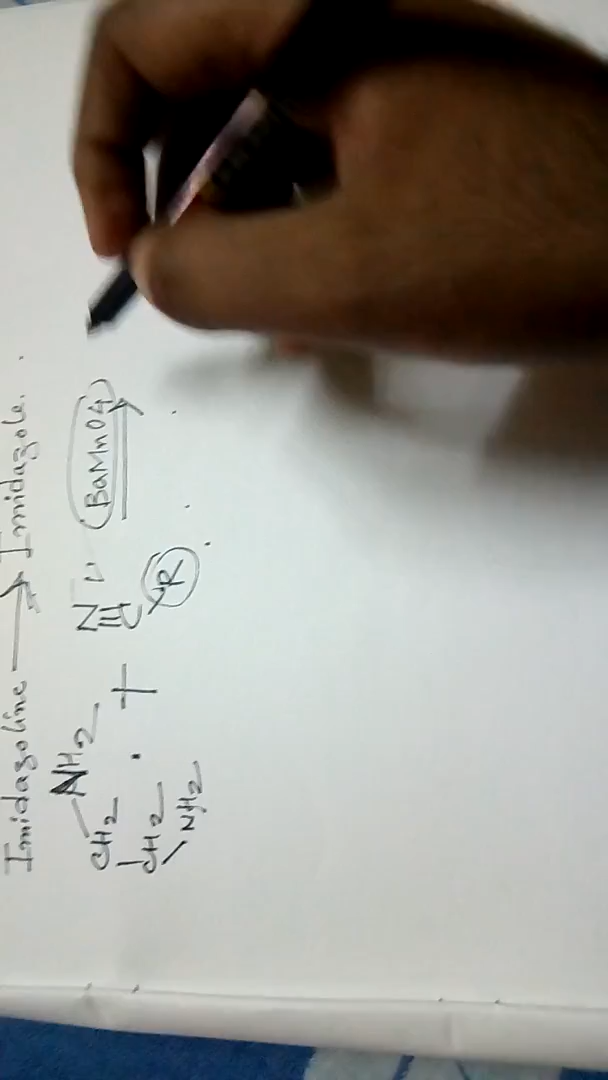 Imidazoline → Imidazole.
CH2 NH2
CH2 NH2 + N≡C R BaMnO4 →